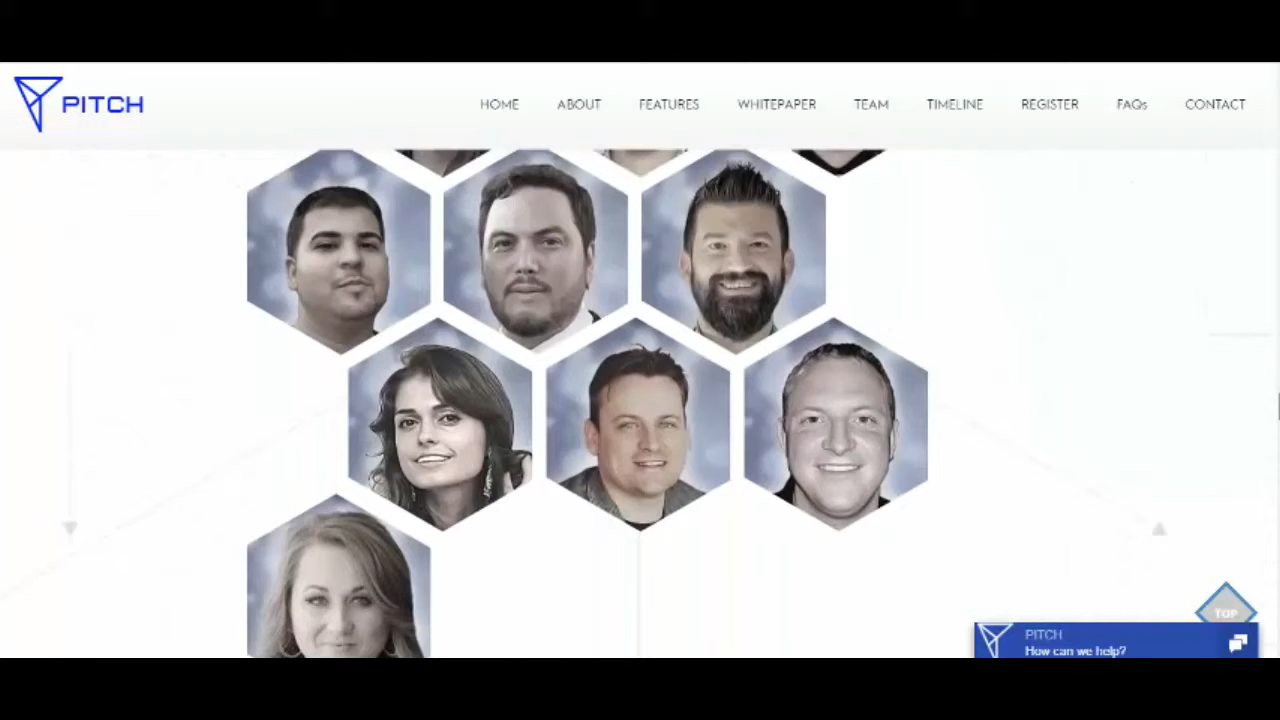 PITCH
HOME ABOUT FEATURES WHITEPAPER TEAM TIMELINE REGISTER FAQs CONTACT
TOP
PITCH
How can we help?